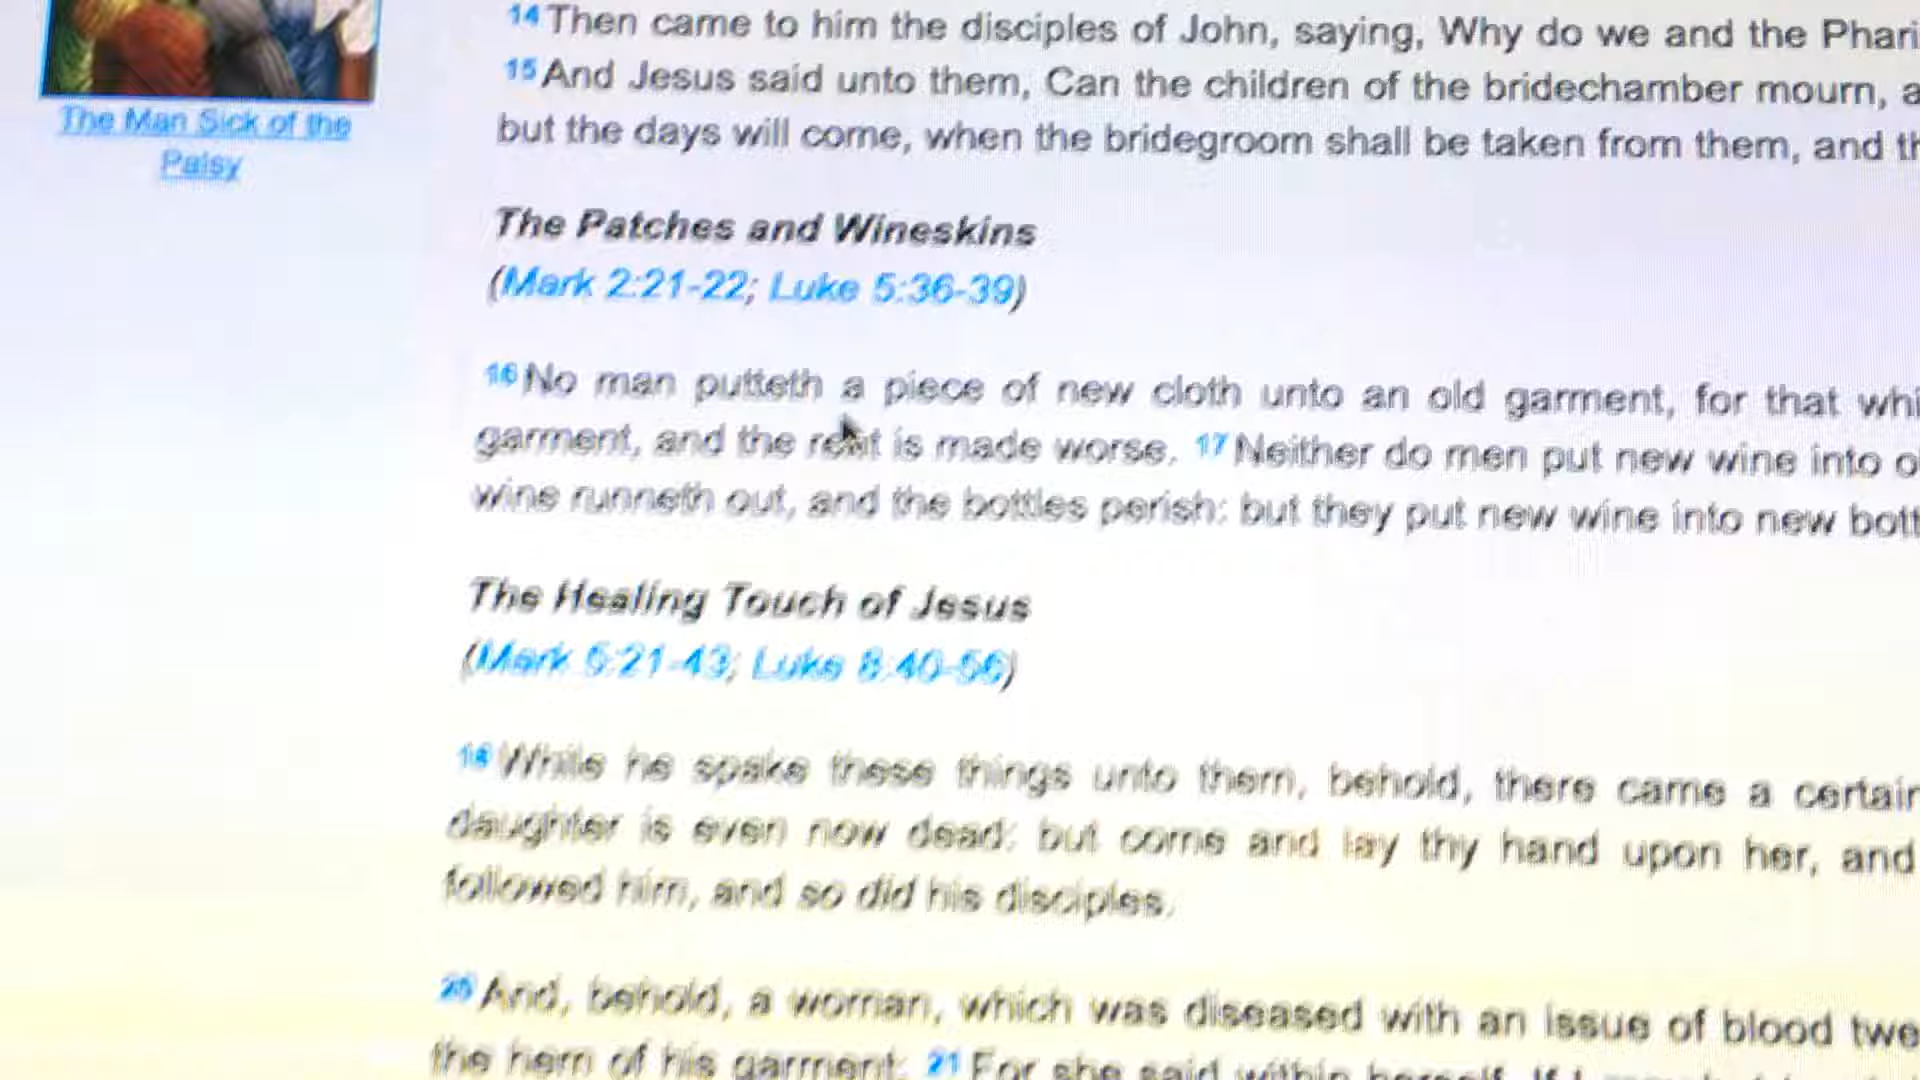 The Man Sick of the
Palsy
14 Then came to him the disciples of John, saying, Why do we and the Phari
15 And Jesus said unto them, Can the children of the bridechamber mourn, a
but the days will come, when the bridegroom shall be taken from them, and th
The Patches and Wineskins
(Mark 2:21-22; Luke 5:36-39)
16 No man putteth a piece of new cloth unto an old garment, for that whi
garment, and the rent is made worse. 17 Neither do men put new wine into o
wine runneth out, and the bottles perish: but they put new wine into new bott
The Healing Touch of Jesus
(Mark 5:21-43; Luke 8:40-56)
18 While he spake these things unto them, behold, there came a certain
daughter is even now dead: but come and lay thy hand upon her, and
followed him, and so did his disciples.
20 And, behold, a woman, which was diseased with an issue of blood twe
the hem of his garment: 21 For she said within herself, If I